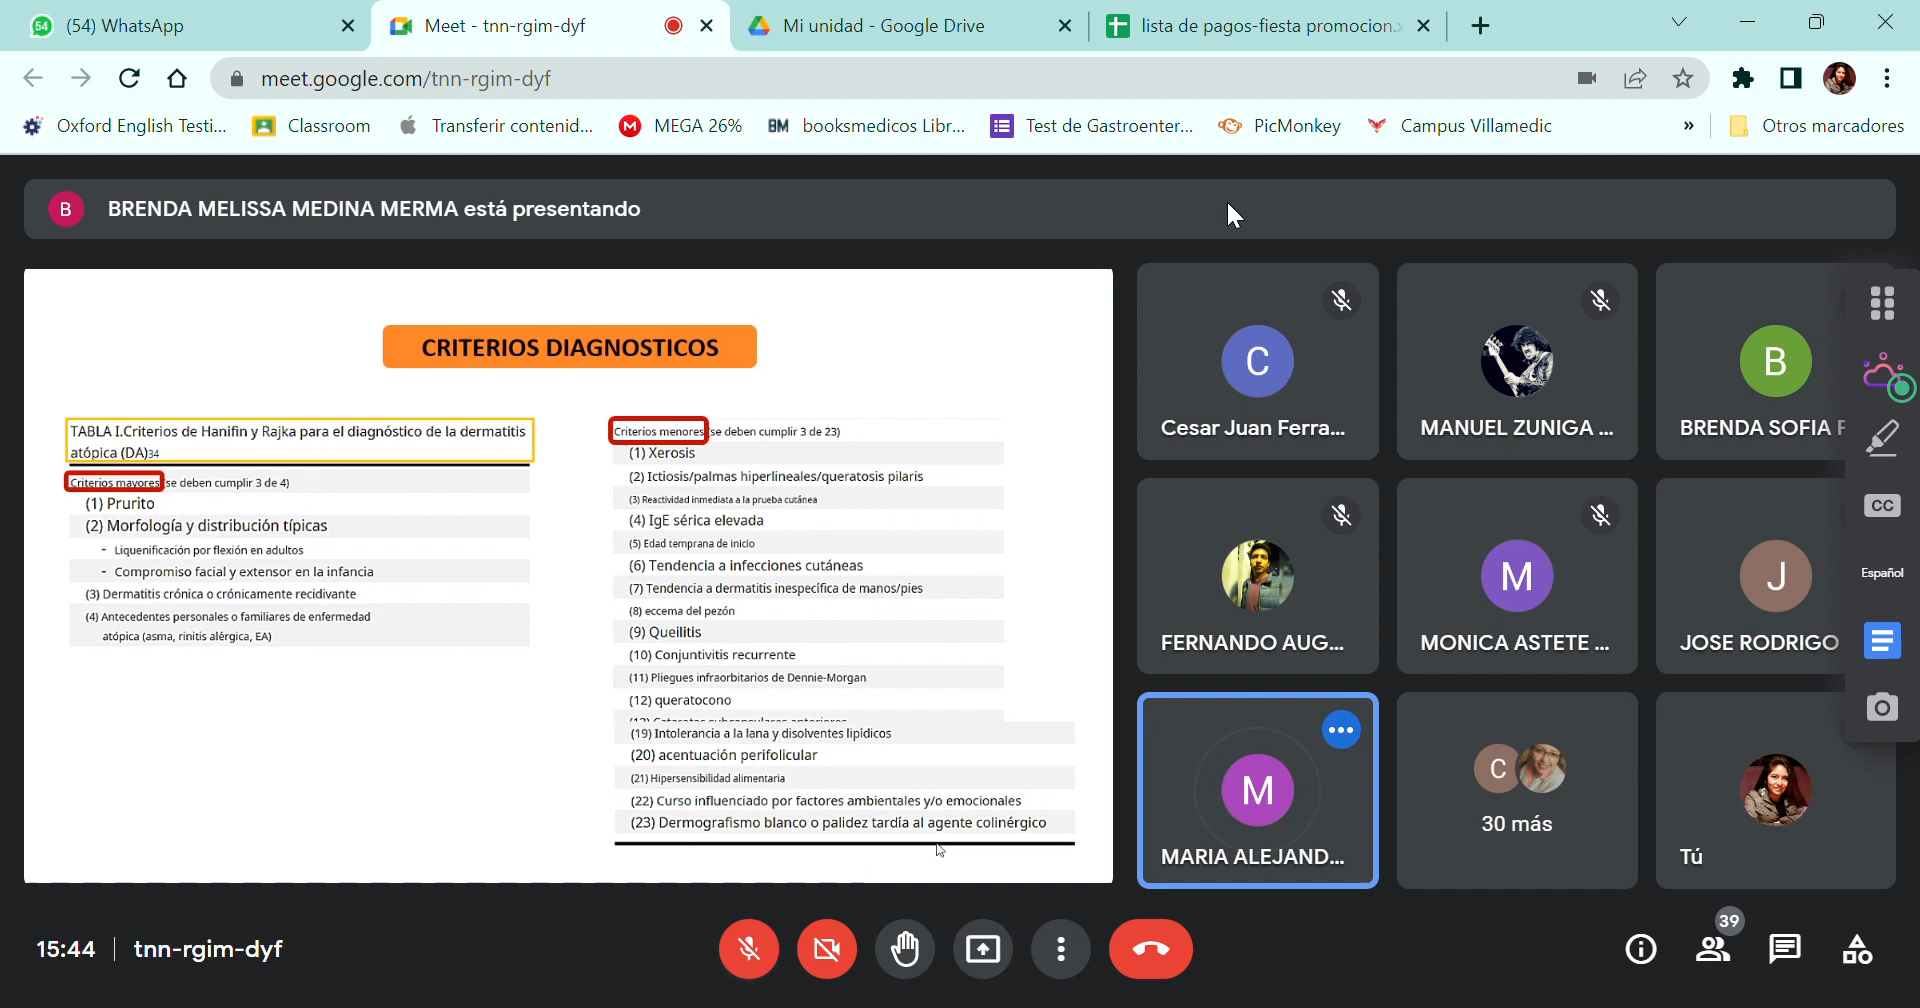 54
(54) WhatsApp
Meet - tnn-rgim-dyf
Mi unidad - Google Drive
lista de pagos-fiesta promocion.x
meet.google.com/tnn-rgim-dyf
Oxford English Testi...
Classroom
Transferir contenid...
MEGA 26%
BM booksmedicos Libr...
Test de Gastroenter...
PicMonkey
Campus Villamedic
»
Otros marcadores
B
BRENDA MELISSA MEDINA MERMA está presentando
CRITERIOS DIAGNOSTICOS
TABLA I.Criterios de Hanifin y Rajka para el diagnóstico de la dermatitis
atópica (DA)34
Criterios mayores (se deben cumplir 3 de 4)
(1) Prurito
(2) Morfología y distribución típicas
- Liquenificación por flexión en adultos
- Compromiso facial y extensor en la infancia
(3) Dermatitis crónica o crónicamente recidivante
(4) Antecedentes personales o familiares de enfermedad
atópica (asma, rinitis alérgica, EA)
Criterios menores (se deben cumplir 3 de 23)
(1) Xerosis
(2) Ictiosis/palmas hiperlineales/queratosis pilaris
(3) Reactividad inmediata a la prueba cutánea
(4) IgE sérica elevada
(5) Edad temprana de inicio
(6) Tendencia a infecciones cutáneas
(7) Tendencia a dermatitis inespecífica de manos/pies
(8) eccema del pezón
(9) Queilitis
(10) Conjuntivitis recurrente
(11) Pliegues infraorbitarios de Dennie-Morgan
(12) queratocono
(13) Cataratas subcapsulares anteriores
(19) Intolerancia a la lana y disolventes lipídicos
(20) acentuación perifolicular
(21) Hipersensibilidad alimentaria
(22) Curso influenciado por factores ambientales y/o emocionales
(23) Dermografismo blanco o palidez tardía al agente colinérgico
C
Cesar Juan Ferra...
MANUEL ZUNIGA ...
B
BRENDA SOFIA F
FERNANDO AUG...
M
MONICA ASTETE ...
J
JOSE RODRIGO
M
MARIA ALEJAND...
C
30 más
Tú
CC
Español
15:44
tnn-rgim-dyf
39